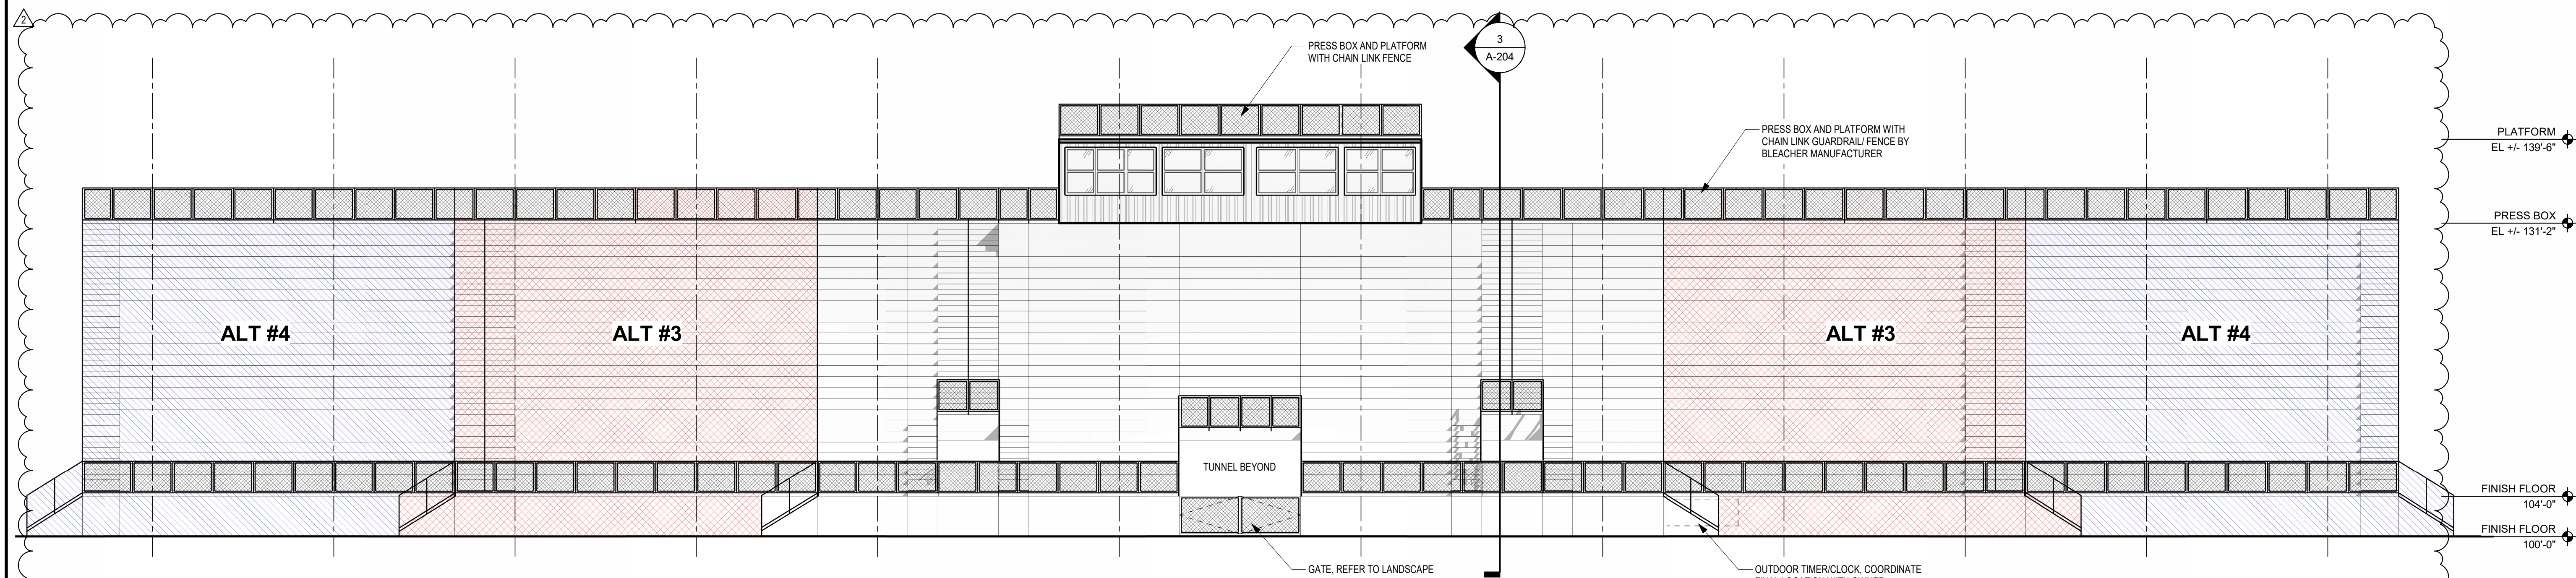 2
PRESS BOX AND PLATFORM
WITH CHAIN LINK FENCE
3
A-204
PRESS BOX AND PLATFORM WITH
CHAIN LINK GUARDRAIL/ FENCE BY
BLEACHER MANUFACTURER
PLATFORM
EL +/- 139'-6"
PRESS BOX
EL +/- 131'-2"
ALT #4
ALT #3
ALT #3
ALT #4
TUNNEL BEYOND
FINISH FLOOR
104'-0"
FINISH FLOOR
100'-0"
GATE, REFER TO LANDSCAPE
OUTDOOR TIMER/CLOCK, COORDINATE